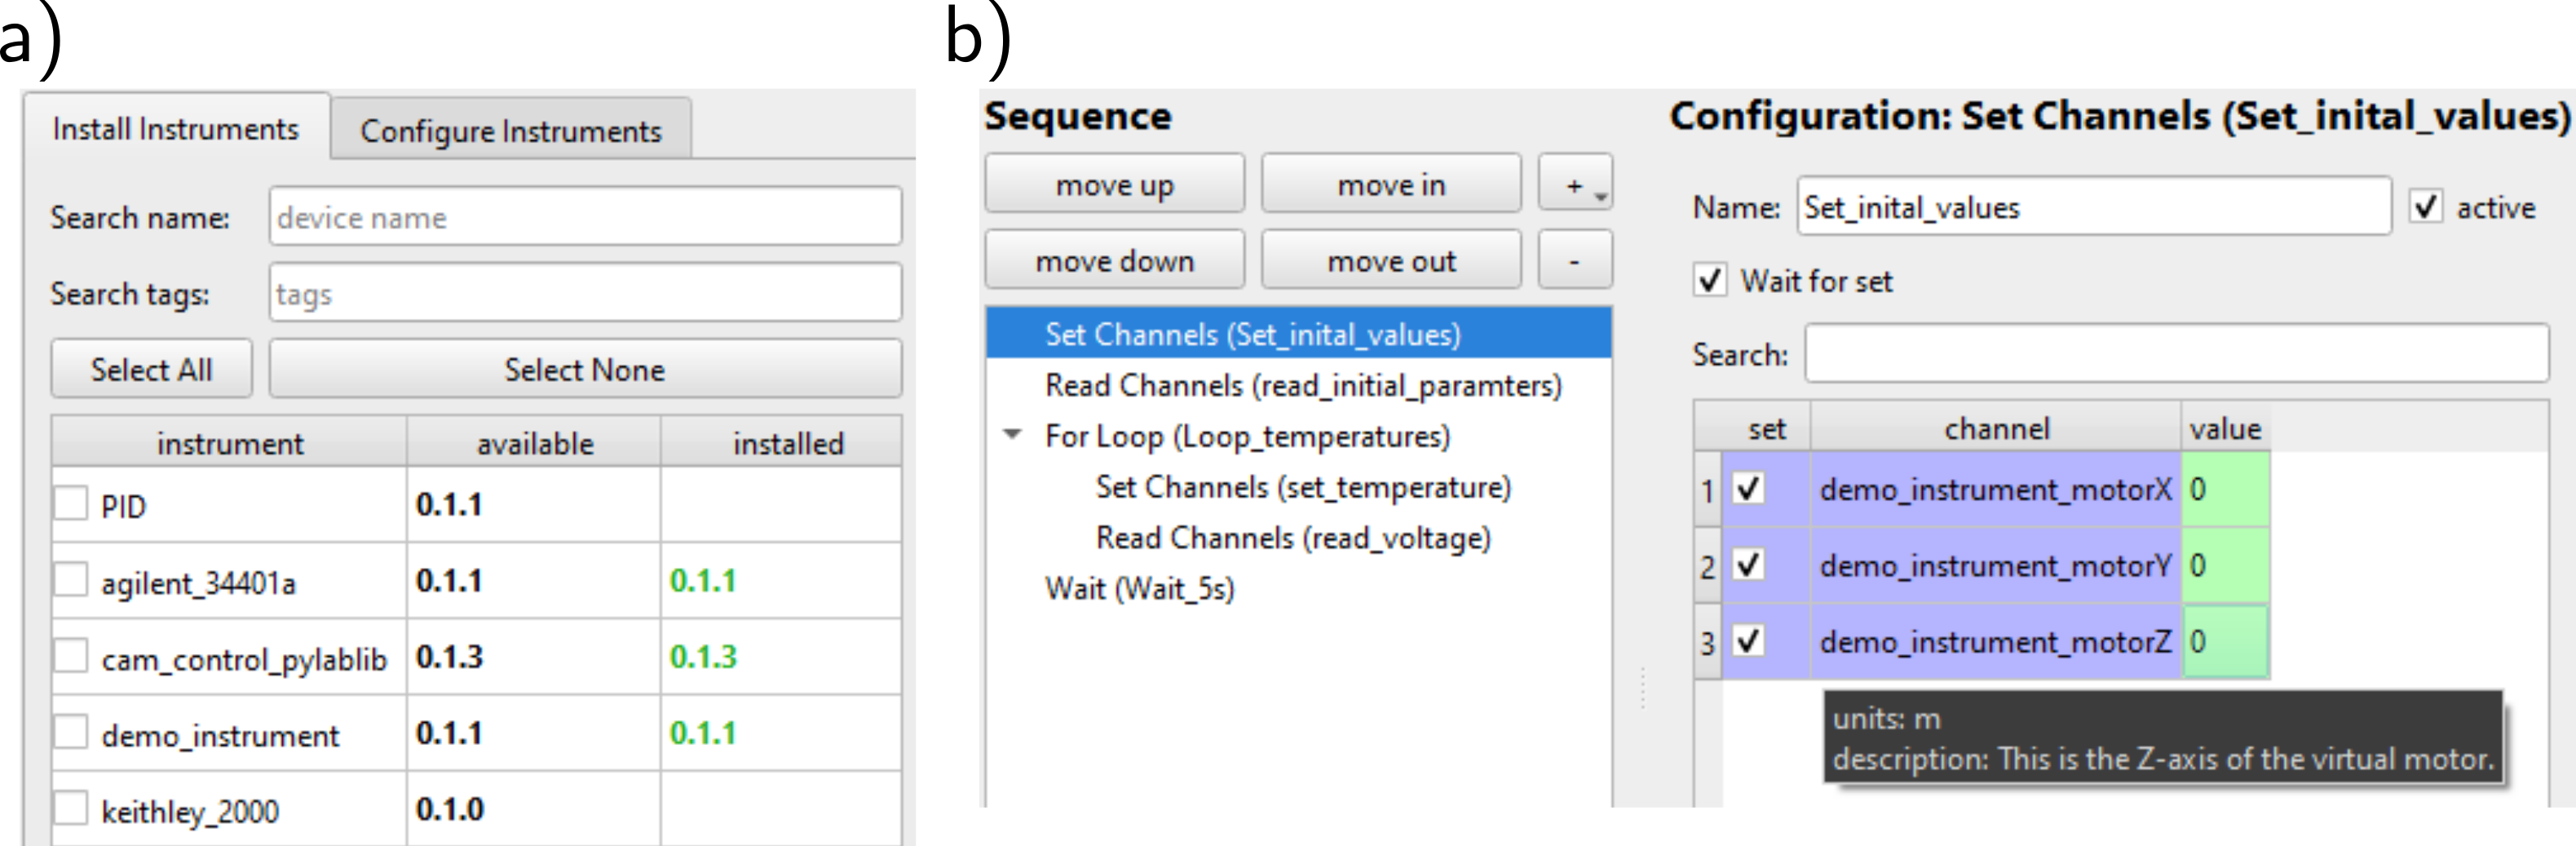 a)
Install Instruments Configure Instruments
Search name: device name
Search tags: tags
Select All Select None
instrument available installed
PID 0.1.1
agilent_34401a 0.1.1 0.1.1
cam_control_pylablib 0.1.3 0.1.3
demo_instrument 0.1.1 0.1.1
keithley_2000 0.1.0
b)
Sequence
move up move in +
move down move out -
Set Channels (Set_inital_values)
Read Channels (read_initial_paramters)
For Loop (Loop_temperatures)
Set Channels (set_temperature)
Read Channels (read_voltage)
Wait (Wait_5s)
Configuration: Set Channels (Set_inital_values)
Name: Set_inital_values active
Wait for set
Search:
set channel value
1 demo_instrument_motorX 0
2 demo_instrument_motorY 0
3 demo_instrument_motorZ 0
units: m
description: This is the Z-axis of the virtual motor.